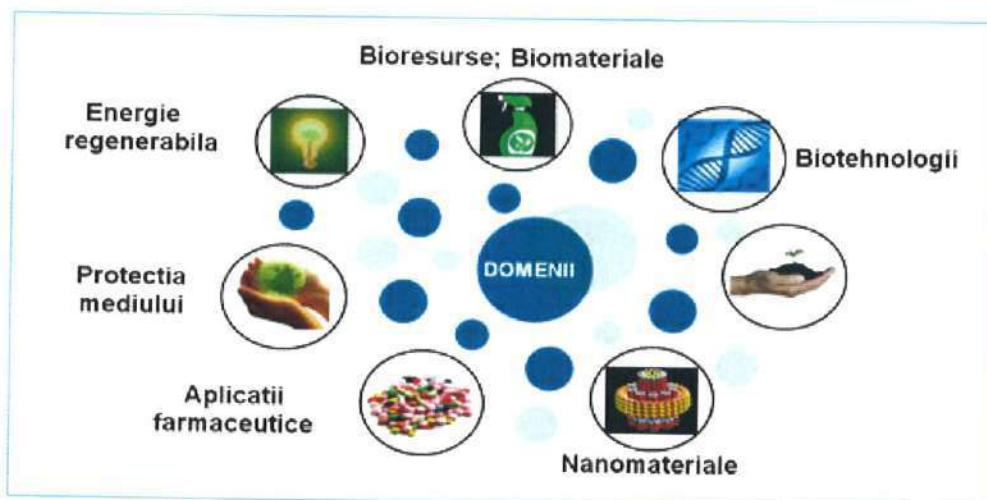 Bioresurse; Biomateriale
Energie
regenerabila
Biotehnologii
Protectia
mediului
DOMENII
Aplicatii
farmaceutice
Nanomateriale